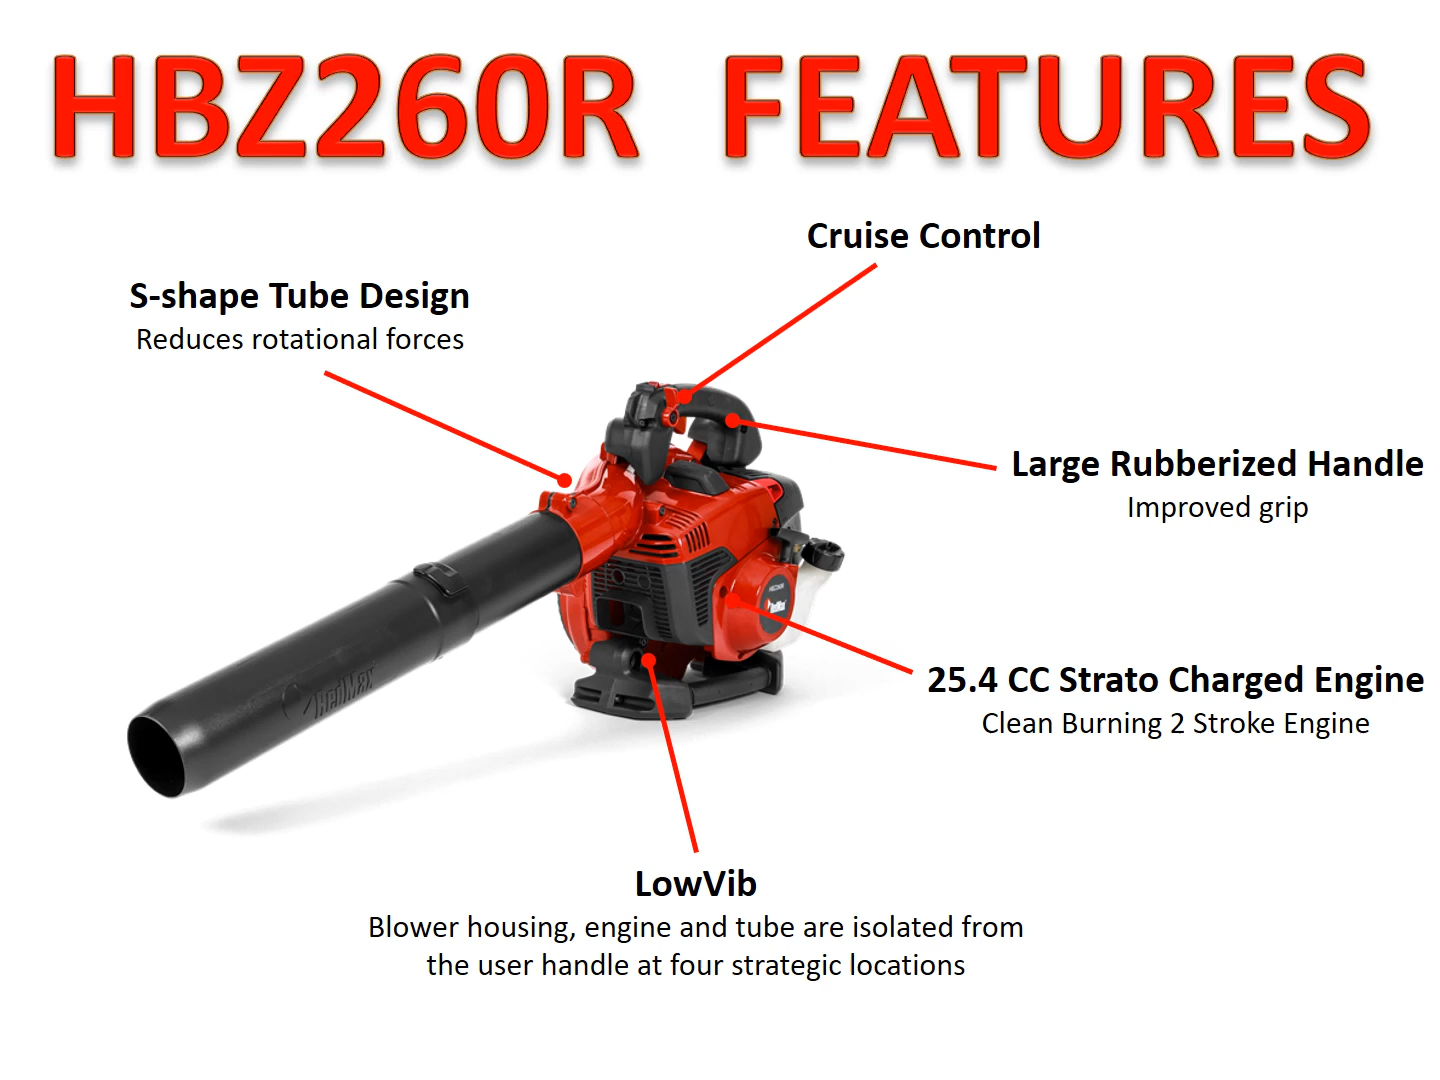 HBZ260R FEATURES
Cruise Control
S-shape Tube Design
Reduces rotational forces
Large Rubberized Handle
Improved grip
25.4 CC Strato Charged Engine
Clean Burning 2 Stroke Engine
RedMax
RedMax
LowVib
Blower housing, engine and tube are isolated from
the user handle at four strategic locations